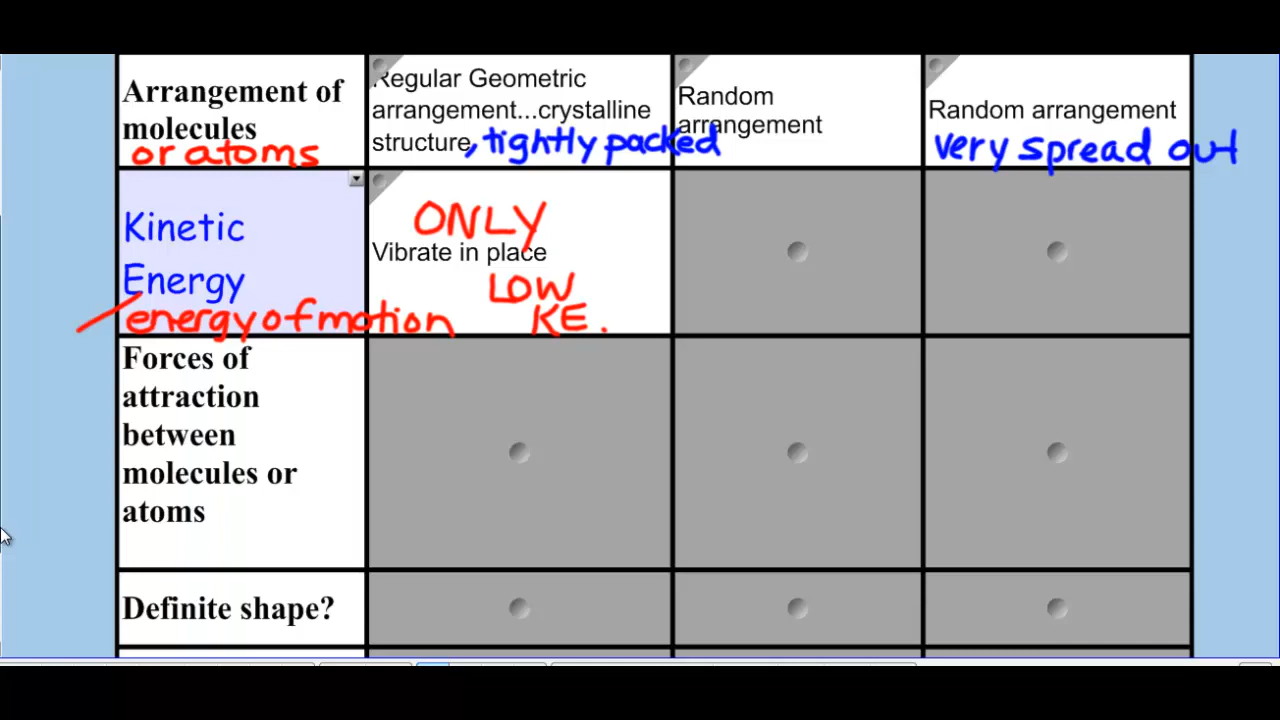 Arrangement of
molecules
or atoms
Regular Geometric
arrangement...crystalline
structure, tightly packed
Random
arrangement
Random arrangement
very spread out
Kinetic
Energy
energy of motion
ONLY
Vibrate in place
LOW
KE.
Forces of
attraction
between
molecules or
atoms
Definite shape?